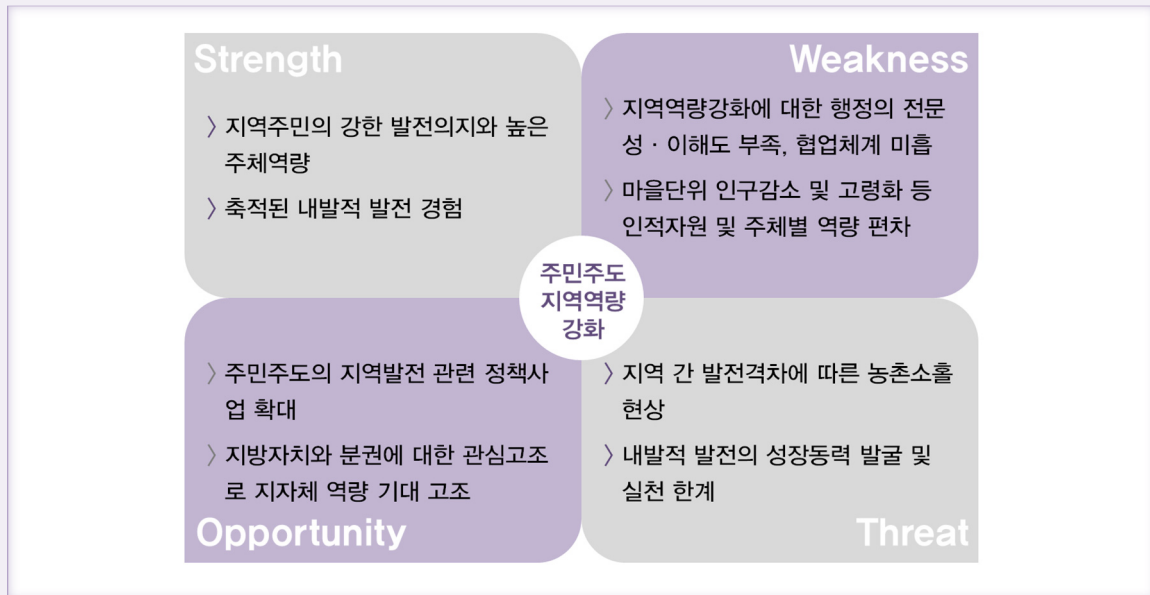 Strength
〉지역주민의 강한 발전의지와 높은
주체역량
〉축적된 내발적 발전 경험
Weakness
〉지역역량강화에 대한 행정의 전문
성 · 이해도 부족, 협업체계 미흡
〉마을단위 인구감소 및 고령화 등
인적자원 및 주체별 역량 편차
주민주도
지역역량
강화
〉주민주도의 지역발전 관련 정책사
업 확대
〉지방자치와 분권에 대한 관심고조
로 지자체 역량 기대 고조
Opportunity
〉지역 간 발전격차에 따른 농촌소홀
현상
〉내발적 발전의 성장동력 발굴 및
실천 한계
Threat